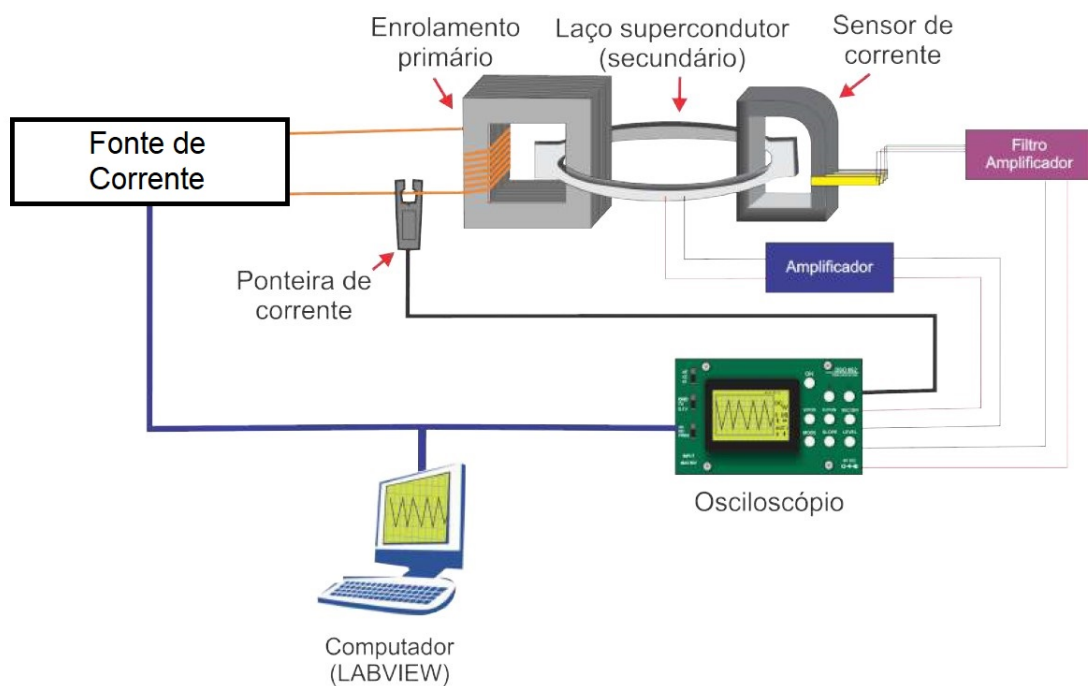 Enrolamento
primário
Laço supercondutor
(secundário)
Sensor de
corrente
Fonte de
Corrente
Filtro
Amplificador
Ponteira de
corrente
Amplificador
Osciloscópio
Computador
(LABVIEW)